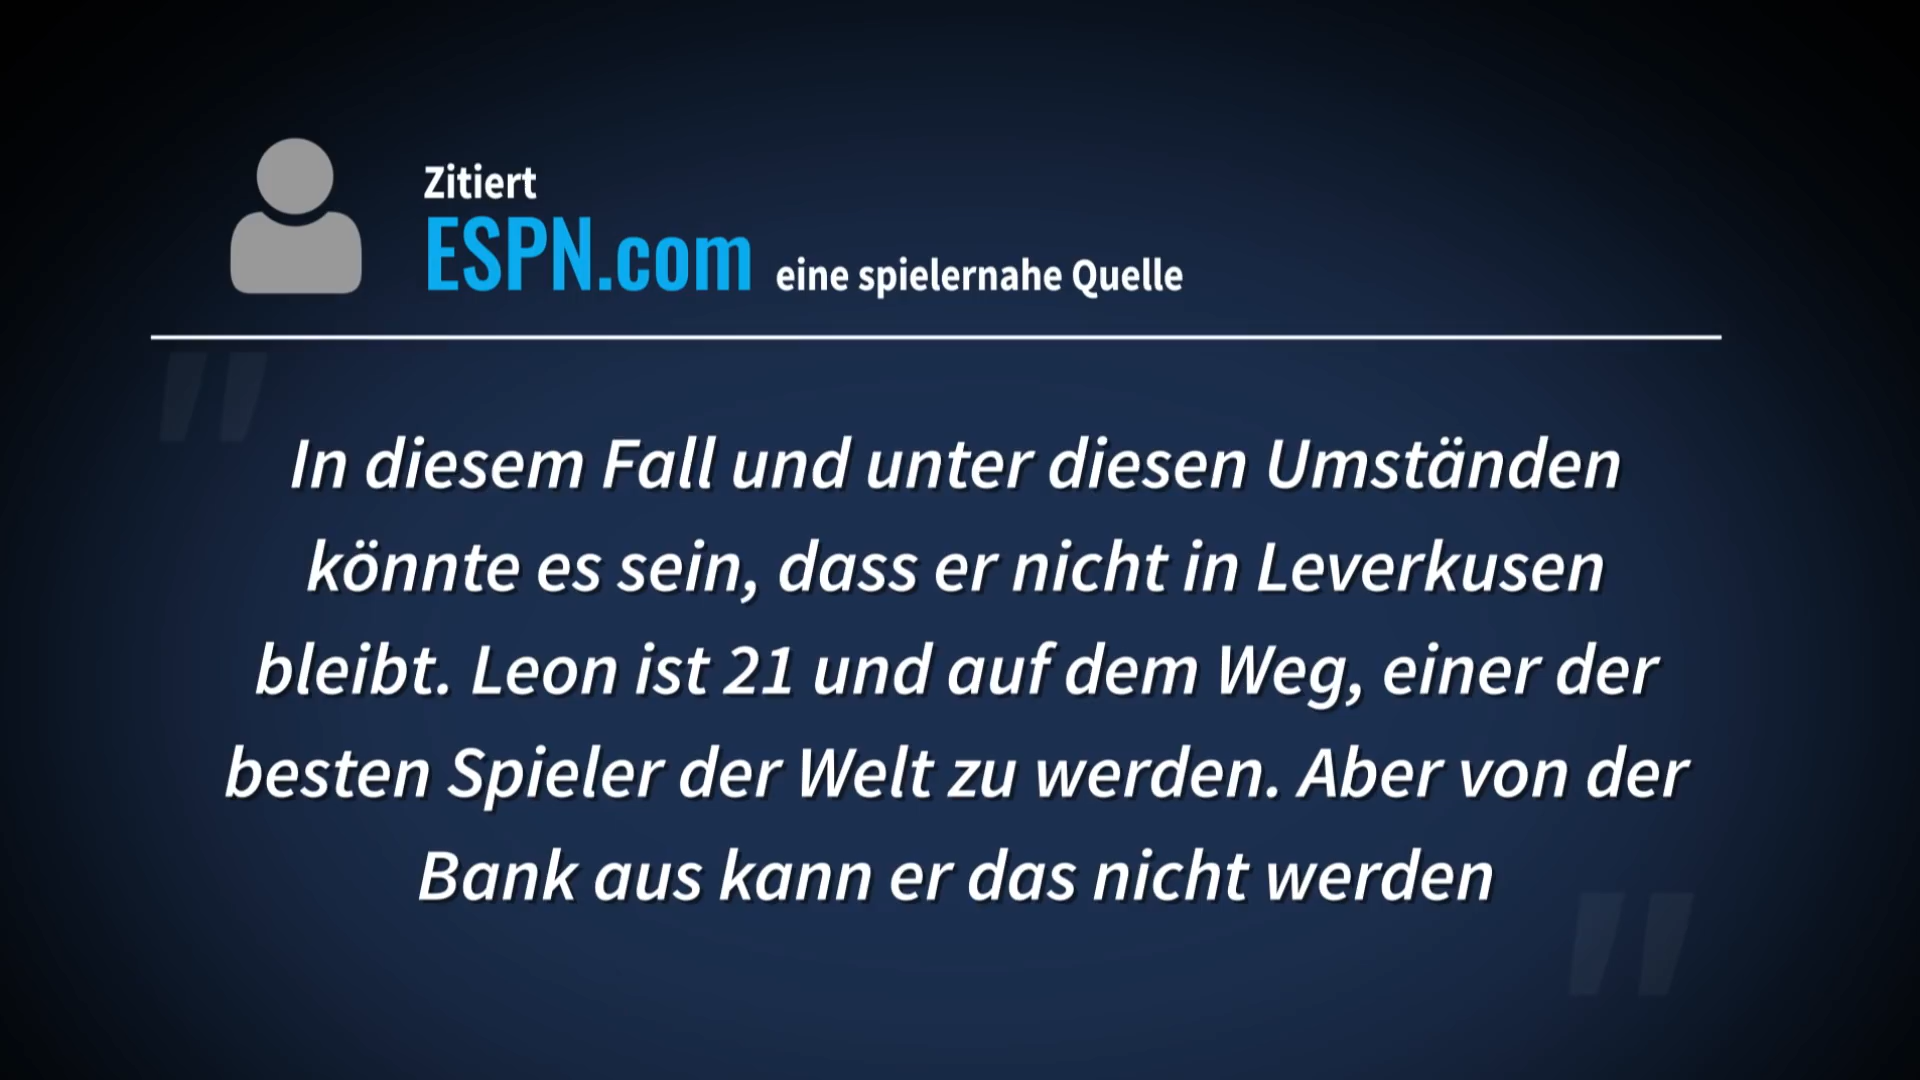 Zitiert
ESPN.com eine spielernahe Quelle
"
In diesem Fall und unter diesen Umständen
könnte es sein, dass er nicht in Leverkusen
bleibt. Leon ist 21 und auf dem Weg, einer der
besten Spieler der Welt zu werden. Aber von der
Bank aus kann er das nicht werden
"